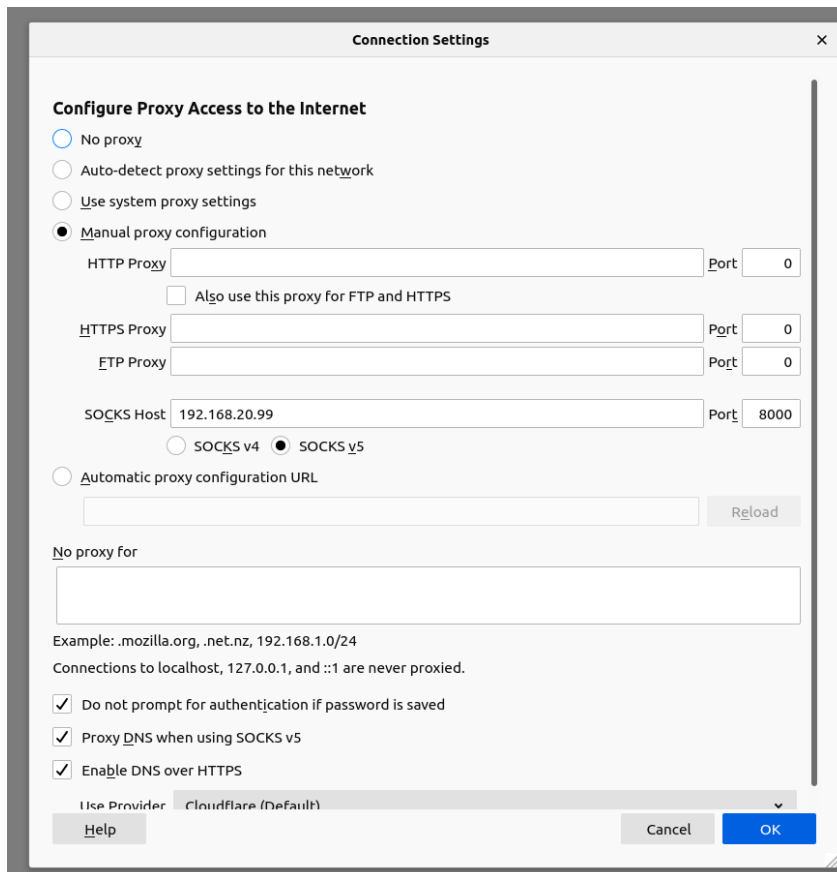 Connection Settings
Configure Proxy Access to the Internet
No proxy
Auto-detect proxy settings for this network
Use system proxy settings
Manual proxy configuration
HTTP Proxy Port 0
Also use this proxy for FTP and HTTPS
HTTPS Proxy Port 0
FTP Proxy Port 0
SOCKS Host 192.168.20.99 Port 8000
SOCKS v4 SOCKS v5
Automatic proxy configuration URL
Reload
No proxy for
Example: .mozilla.org, .net.nz, 192.168.1.0/24
Connections to localhost, 127.0.0.1, and ::1 are never proxied.
Do not prompt for authentication if password is saved
Proxy DNS when using SOCKS v5
Enable DNS over HTTPS
Use Provider Cloudflare (Default)
Help Cancel OK